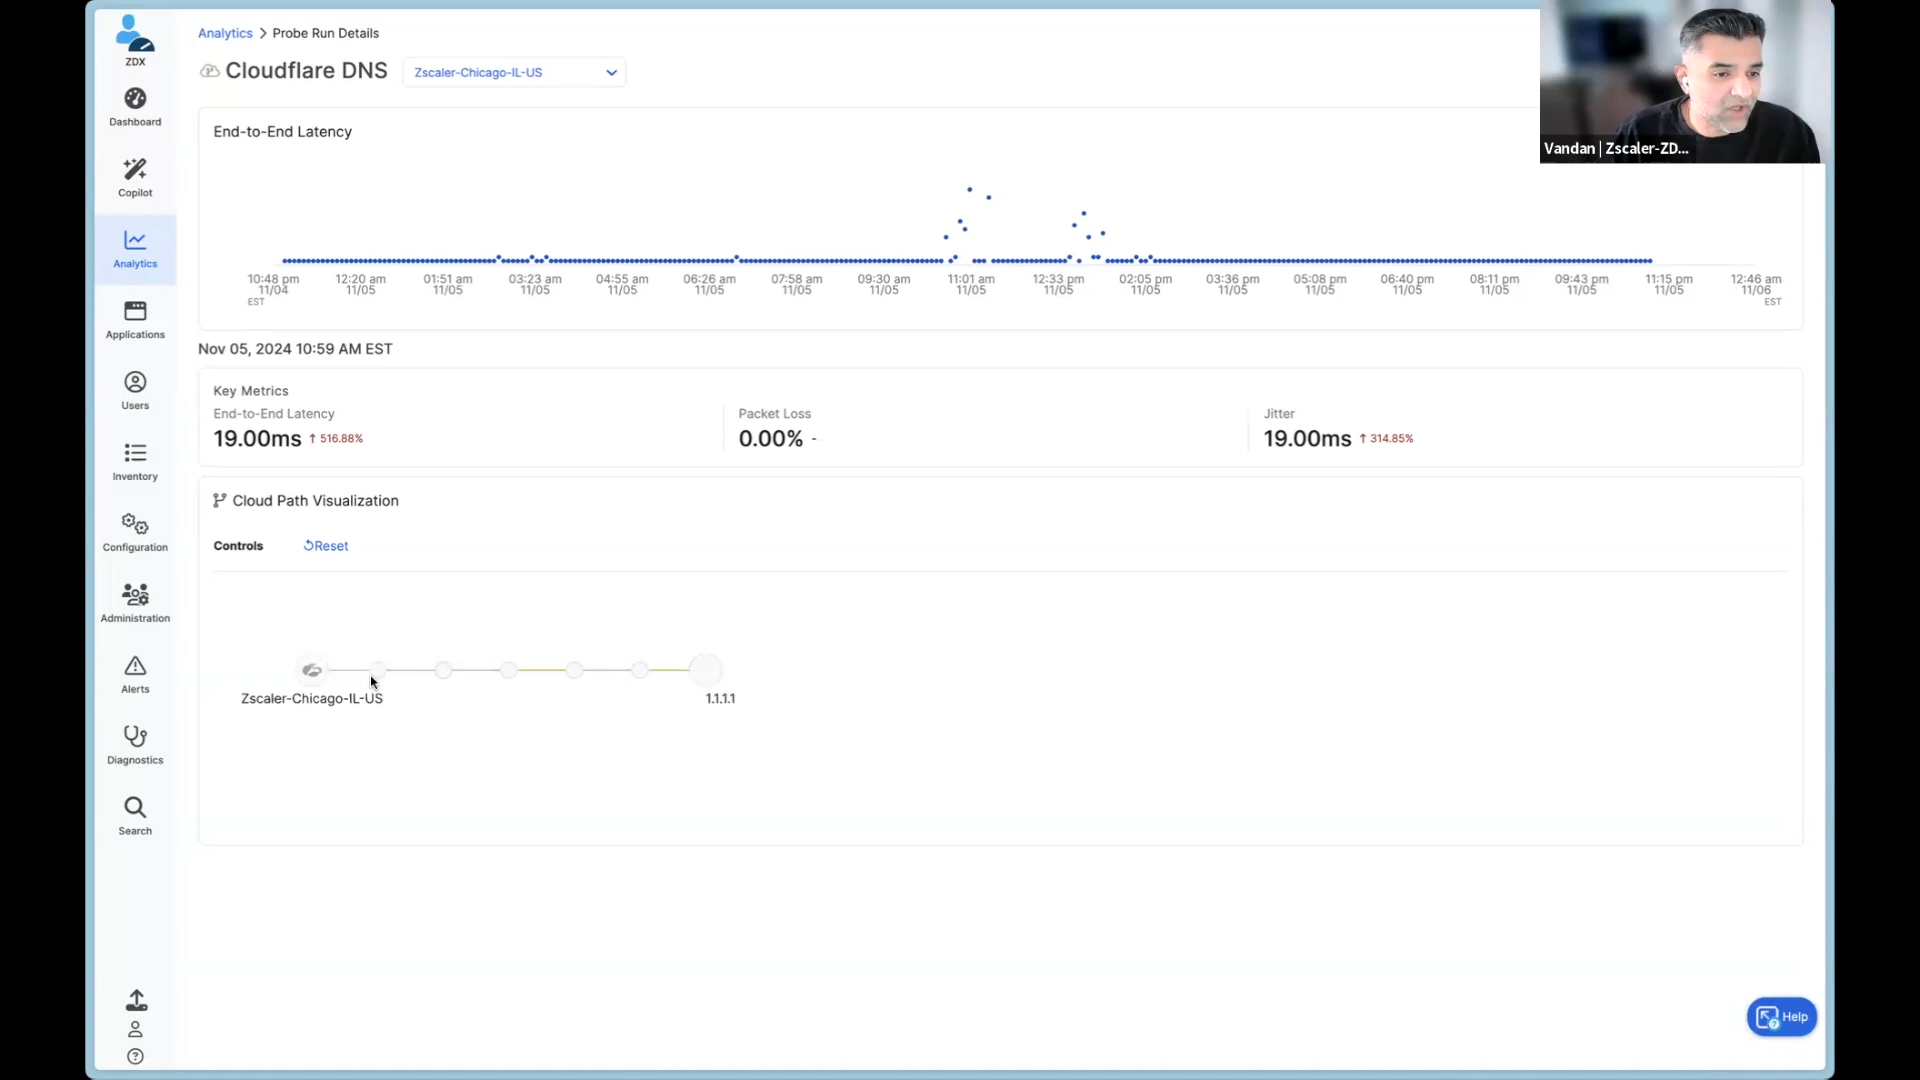 ZDX
Dashboard
Copilot
Analytics
Applications
Users
Inventory
Configuration
Administration
Alerts
Diagnostics
Search
Analytics > Probe Run Details
Cloudflare DNS
Zscaler-Chicago-IL-US
End-to-End Latency
10:48 pm 12:20 am 01:51 am 03:23 am 04:55 am 06:26 am 07:58 am 09:30 am 11:01 am 12:33 pm 02:05 pm 03:36 pm 05:08 pm 06:40 pm 08:11 pm 09:43 pm 11:15 pm 12:46 am
11/04 11/05 11/05 11/05 11/05 11/05 11/05 11/05 11/05 11/05 11/05 11/05 11/05 11/05 11/05 11/05 11/05 11/06
EST EST
Nov 05, 2024 10:59 AM EST
Key Metrics
End-to-End Latency
19.00ms ↑ 516.88%
Packet Loss
0.00% -
Jitter
19.00ms ↑ 314.85%
Cloud Path Visualization
Controls Reset
Zscaler-Chicago-IL-US 1.1.1.1
Vandan | Zscaler-ZD...
Help